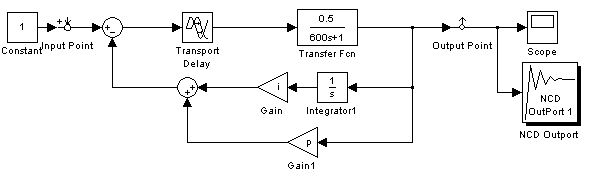 1
Constant
Input Point
Transport
Delay
0.5
600s+1
Transfer Fcn
Output Point
Scope
i
Gain
1
s
Integrator1
NCD
OutPort 1
NCD Outport
p
Gain1